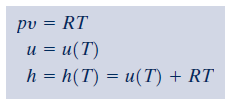 pv = RT
u = u(T)
h = h(T) = u(T) + RT